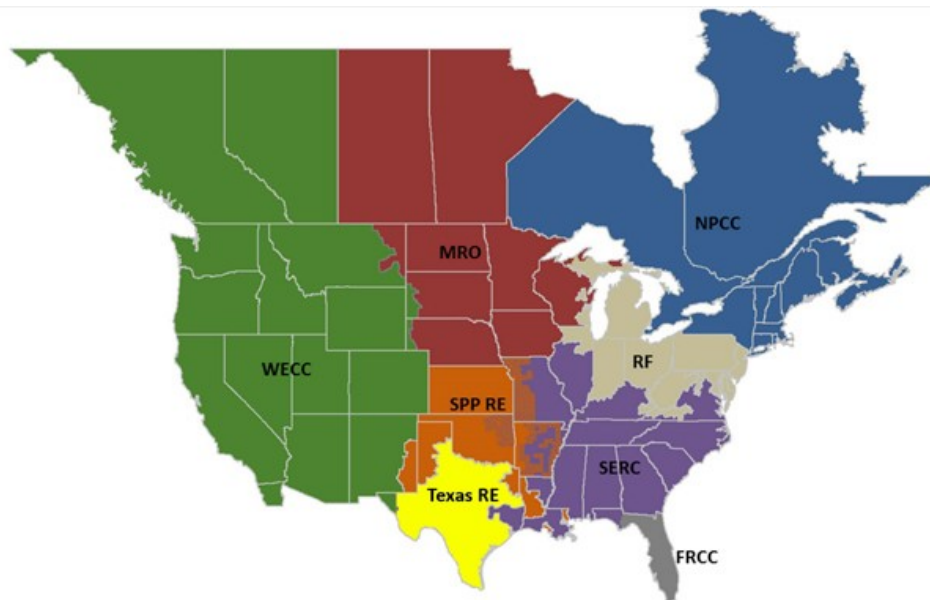 NPCC
MRO
WECC
RF
SPP RE
SERC
Texas RE
FRCC